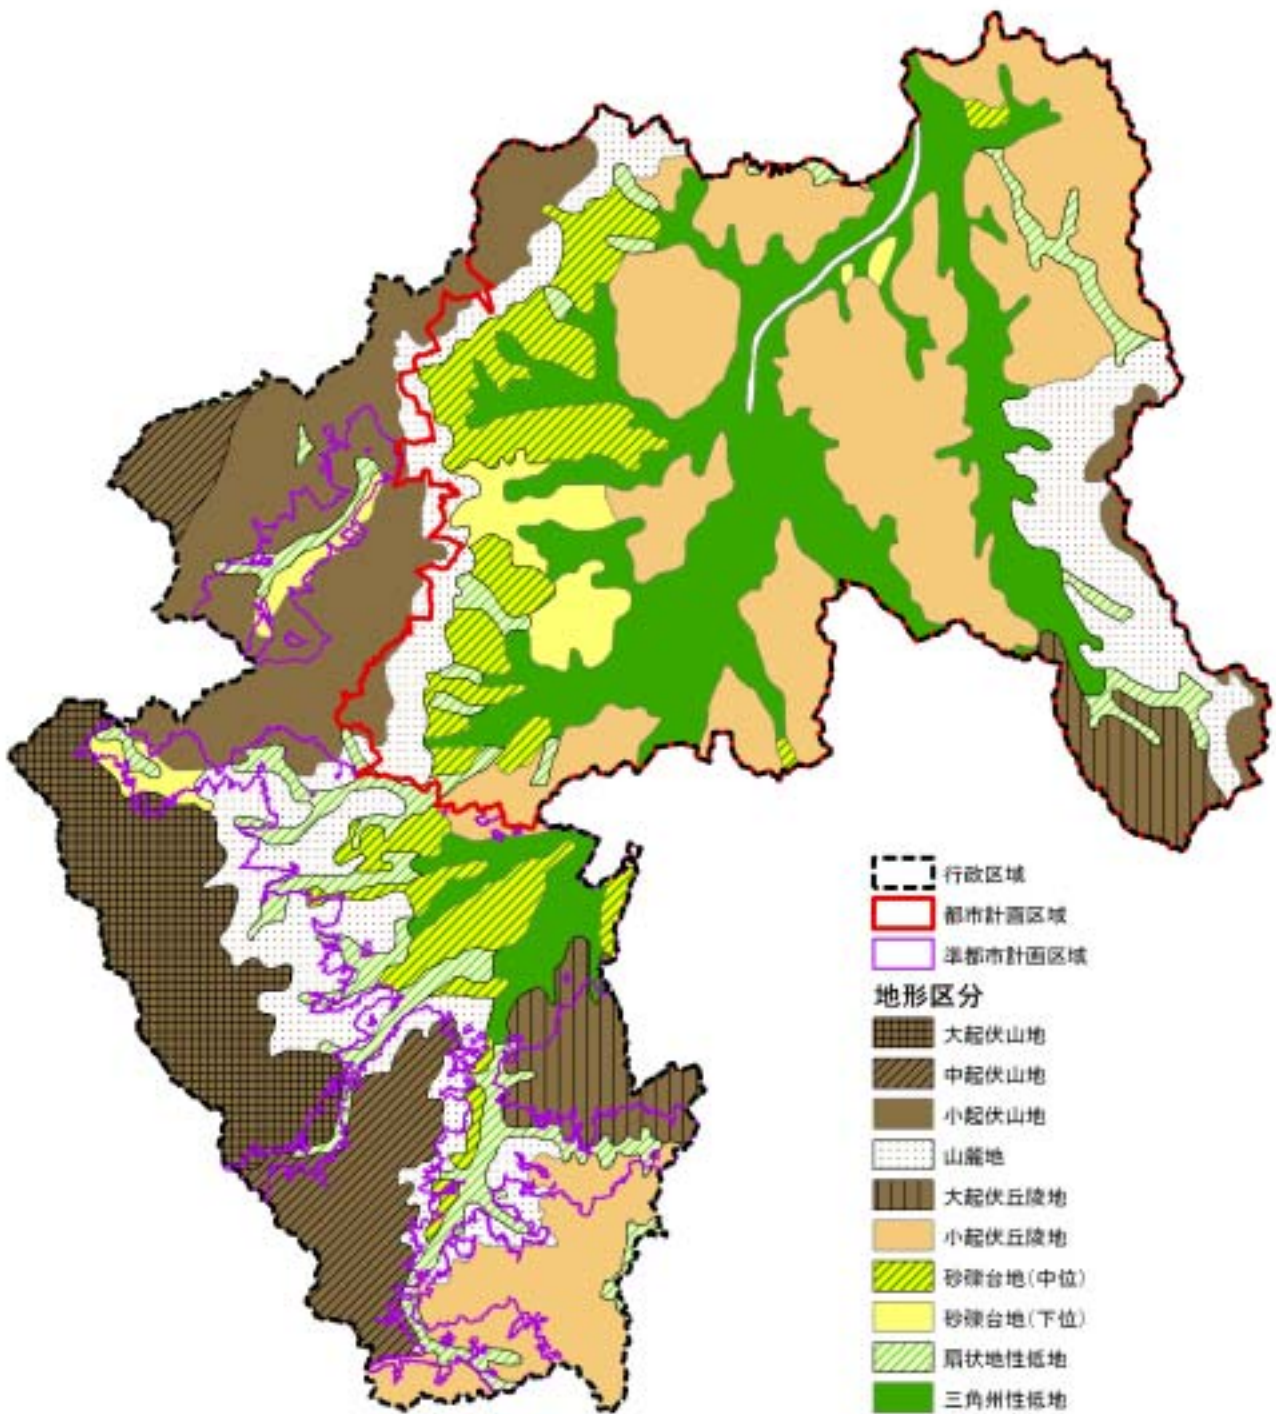 行政区域
都市計画区域
準都市計画区域
地形区分
大起伏山地
中起伏山地
小起伏山地
山麓地
大起伏丘陵地
小起伏丘陵地
砂礫台地(中位)
砂礫台地(下位)
扇状地性低地
三角州性低地